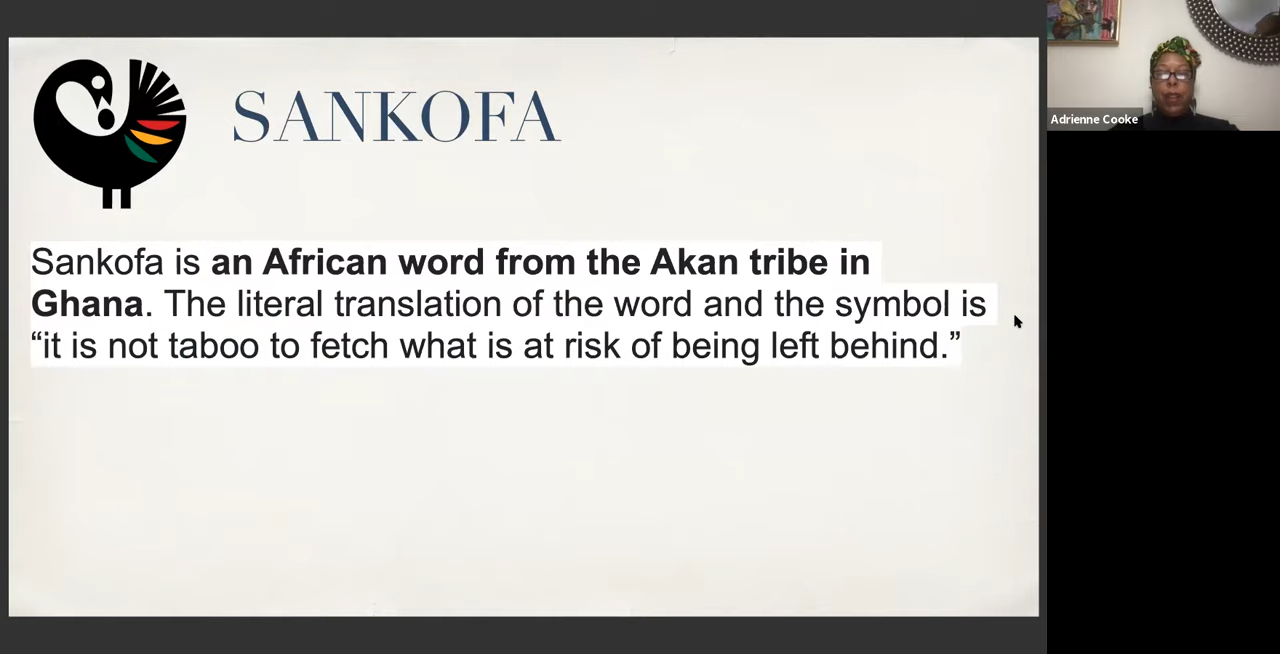 SANKOFA
Sankofa is an African word from the Akan tribe in
Ghana. The literal translation of the word and the symbol is
“it is not taboo to fetch what is at risk of being left behind.”
Adrienne Cooke